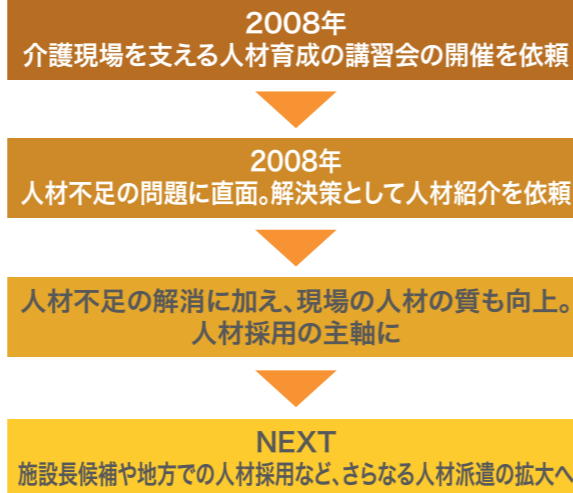 2008年
介護現場を支える人材育成の講習会の開催を依頼
2008年
人材不足の問題に直面。解決策として人材紹介を依頼
人材不足の解消に加え、現場の人材の質も向上。
人材採用の主軸に
NEXT
施設長候補や地方での人材採用など、さらなる人材派遣の拡大へ